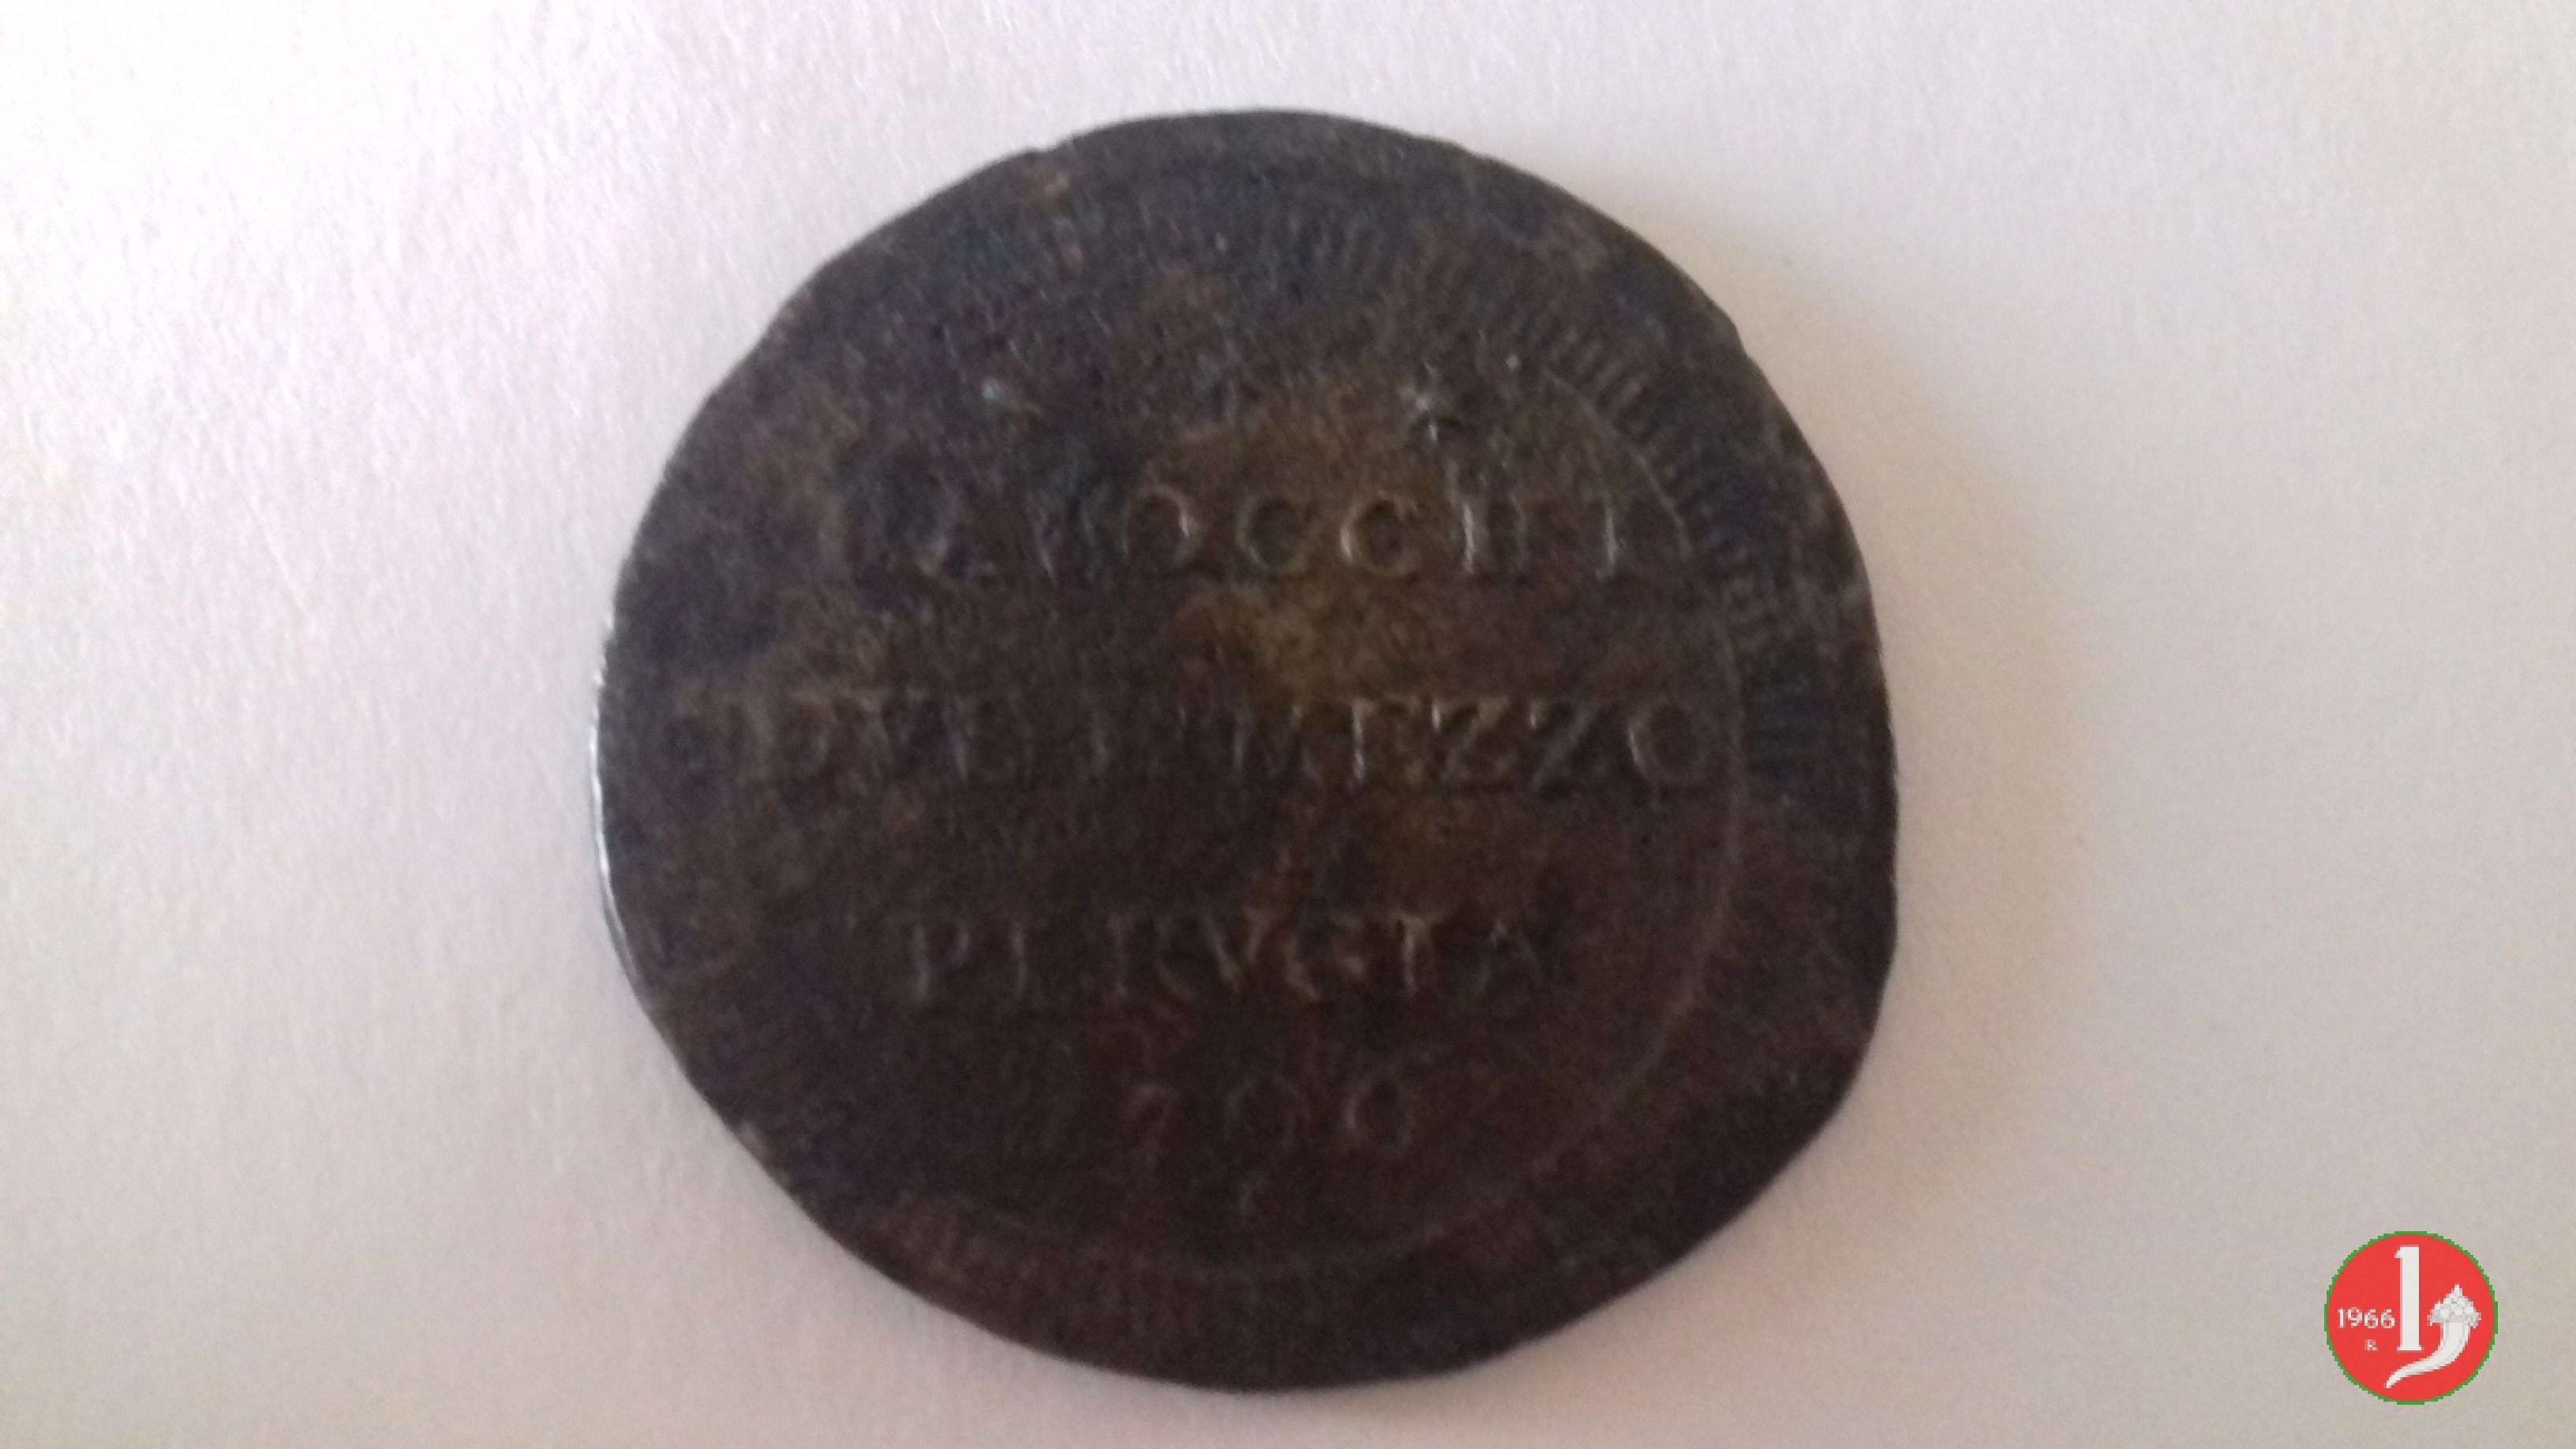 BAIOCCHI
DVE E MEZZO
PERVGIA
1966
R